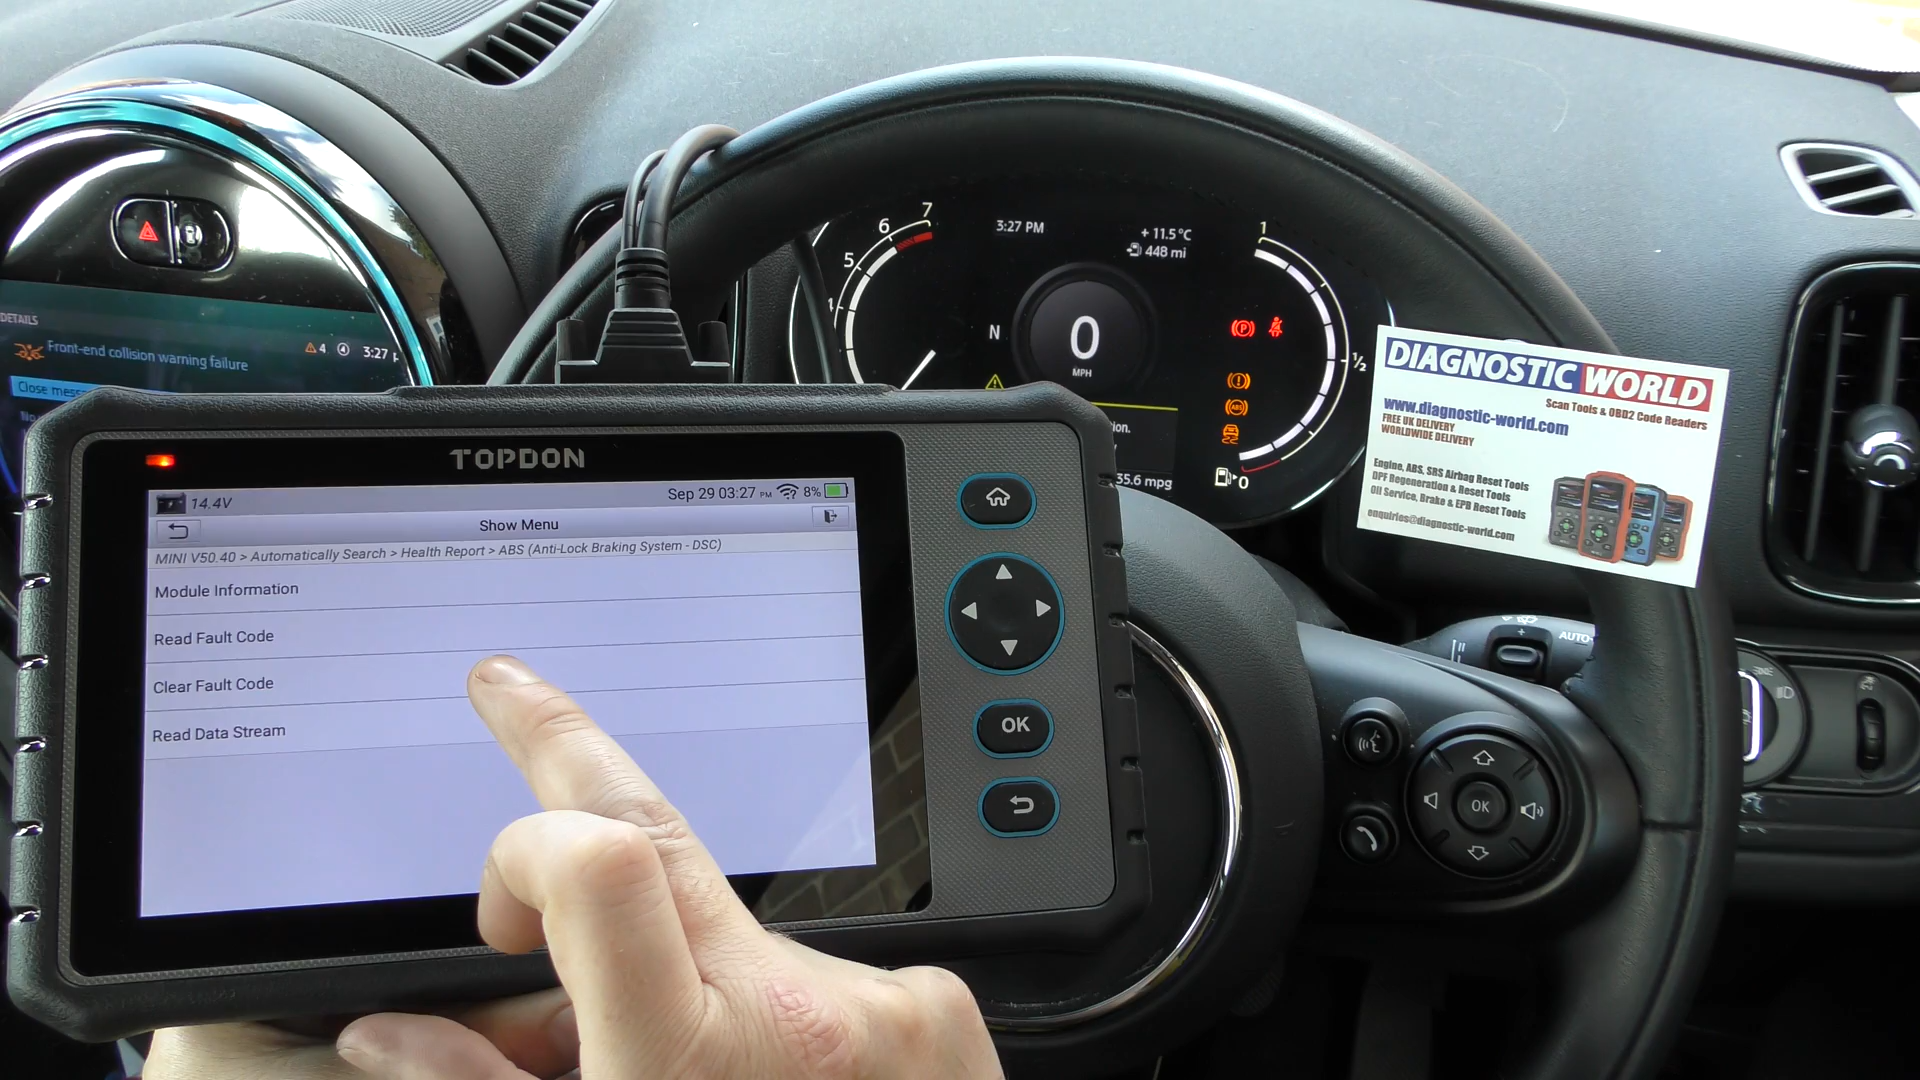 DETAILS
Front-end collision warning failure
4
3:27
Close mess
TOPDON
14.4V
Sep 29 03:27 PM
8%
Show Menu
MINI V50.40 > Automatically Search > Health Report > ABS (Anti-Lock Braking System - DSC)
Module Information
Read Fault Code
Clear Fault Code
Read Data Stream
OK
5
6
7
3:27 PM
+ 11.5°C
448 mi
N
0
MPH
1
1/2
0
P
ABS
ion.
35.6 mpg
DIAGNOSTIC WORLD
Scan Tools & OBD2 Code Readers
www.diagnostic-world.com
FREE UK DELIVERY
WORLDWIDE DELIVERY
Engine, ABS, SRS Airbag Reset Tools
DPF Regeneration & Reset Tools
Oil Service, Brake & EPB Reset Tools
enquiries@diagnostic-world.com
AUTO
OK